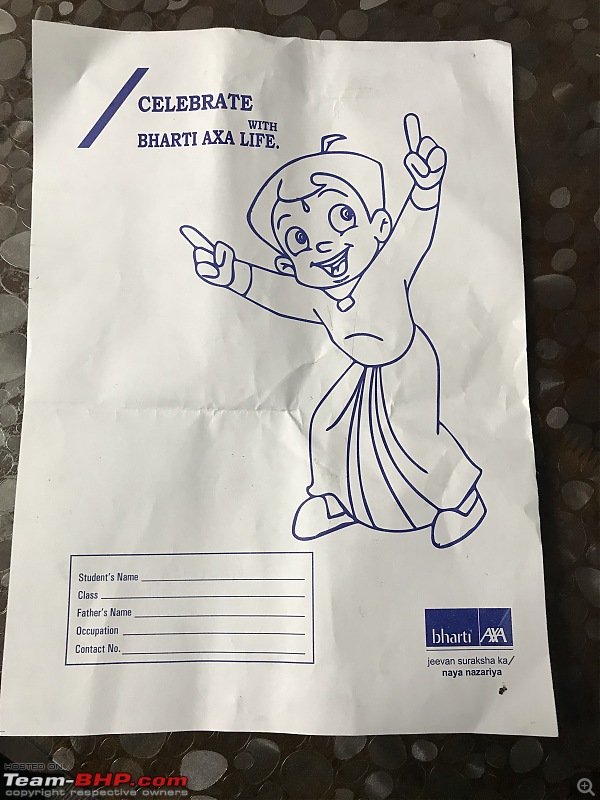 CELEBRATE
WITH
BHARTI AXA LIFE.
Student's Name
Class
Father's Name
Occupation
Contact No.
bharti AXA
jeevan suraksha ka/
naya nazariya
HOSTED ON
Team-BHP.com
copyright respective owners